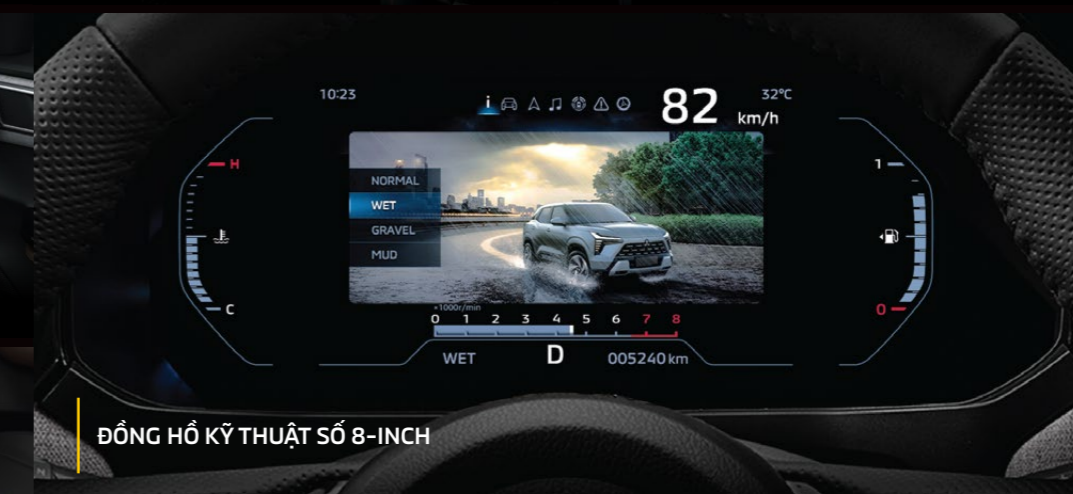 10:23
i
82 km/h
32°C
H
C
NORMAL
WET
GRAVEL
MUD
1
0
×1000r/min
0 1 2 3 4 5 6 7 8
WET
D
005240 km
ĐỒNG HỒ KỸ THUẬT SỐ 8-INCH